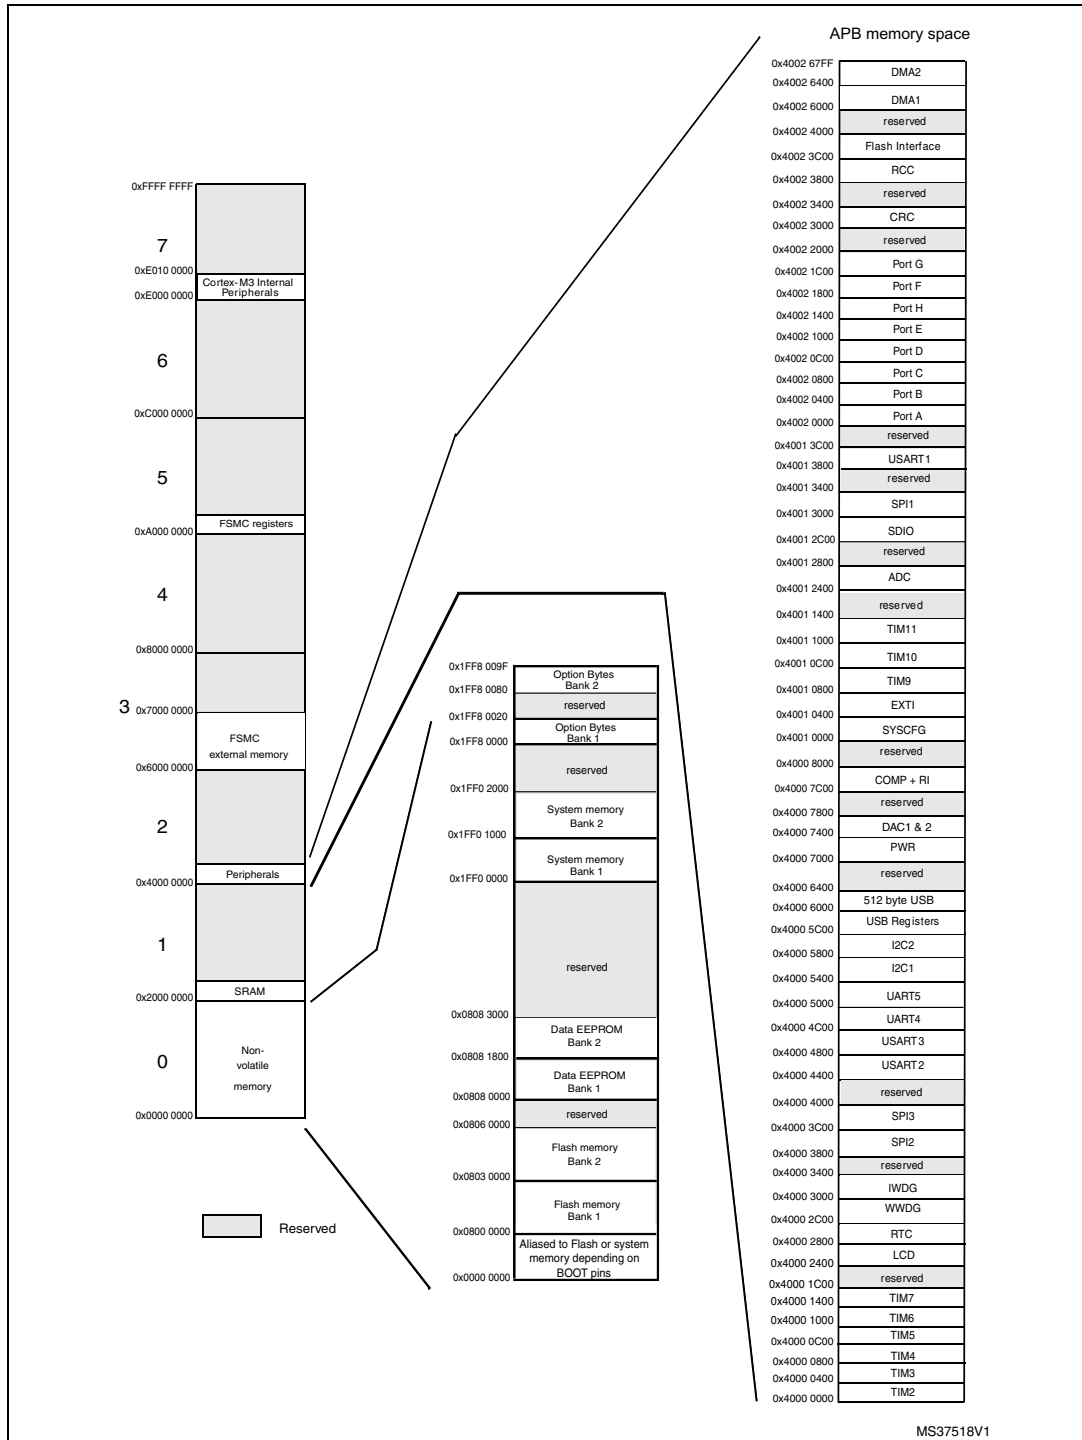 APB memory space
0xFFFF FFFF
7
0xE010 0000
Cortex-M3 Internal
Peripherals
0xE000 0000
6
0xC000 0000
5
FSMC registers
0xA000 0000
4
0x8000 0000
3
0x7000 0000
FSMC
external memory
0x6000 0000
2
Peripherals
0x4000 0000
1
SRAM
0x2000 0000
0
Non-
volatile
memory
0x0000 0000
Reserved
0x1FF8 009F
Option Bytes
Bank 2
0x1FF8 0080
reserved
0x1FF8 0020
Option Bytes
Bank 1
0x1FF8 0000
reserved
0x1FF0 2000
System memory
Bank 2
0x1FF0 1000
System memory
Bank 1
0x1FF0 0000
reserved
0x0808 3000
Data EEPROM
Bank 2
0x0808 1800
Data EEPROM
Bank 1
0x0808 0000
reserved
0x0806 0000
Flash memory
Bank 2
0x0803 0000
Flash memory
Bank 1
0x0800 0000
Aliased to Flash or system
memory depending on
BOOT pins
0x0000 0000
0x4002 67FF
DMA2
0x4002 6400
DMA1
0x4002 6000
reserved
0x4002 4000
Flash Interface
0x4002 3C00
RCC
0x4002 3800
reserved
0x4002 3400
CRC
0x4002 3000
reserved
0x4002 2000
Port G
0x4002 1C00
Port F
0x4002 1800
Port H
0x4002 1400
Port E
0x4002 1000
Port D
0x4002 0C00
Port C
0x4002 0800
Port B
0x4002 0400
Port A
0x4002 0000
reserved
0x4001 3C00
USART1
0x4001 3800
reserved
0x4001 3400
SPI1
0x4001 3000
SDIO
0x4001 2C00
reserved
0x4001 2800
ADC
0x4001 2400
reserved
0x4001 1400
TIM11
0x4001 1000
TIM10
0x4001 0C00
TIM9
0x4001 0800
EXTI
0x4001 0400
SYSCFG
0x4001 0000
reserved
0x4000 8000
COMP + RI
0x4000 7C00
reserved
0x4000 7800
DAC1 & 2
0x4000 7400
PWR
0x4000 7000
reserved
0x4000 6400
512 byte USB
0x4000 6000
USB Registers
0x4000 5C00
I2C2
0x4000 5800
I2C1
0x4000 5400
UART5
0x4000 5000
UART4
0x4000 4C00
USART3
0x4000 4800
USART2
0x4000 4400
reserved
0x4000 4000
SPI3
0x4000 3C00
SPI2
0x4000 3800
reserved
0x4000 3400
IWDG
0x4000 3000
WWDG
0x4000 2C00
RTC
0x4000 2800
LCD
0x4000 2400
reserved
0x4000 1C00
TIM7
0x4000 1400
TIM6
0x4000 1000
TIM5
0x4000 0C00
TIM4
0x4000 0800
TIM3
0x4000 0400
TIM2
0x4000 0000
MS37518V1